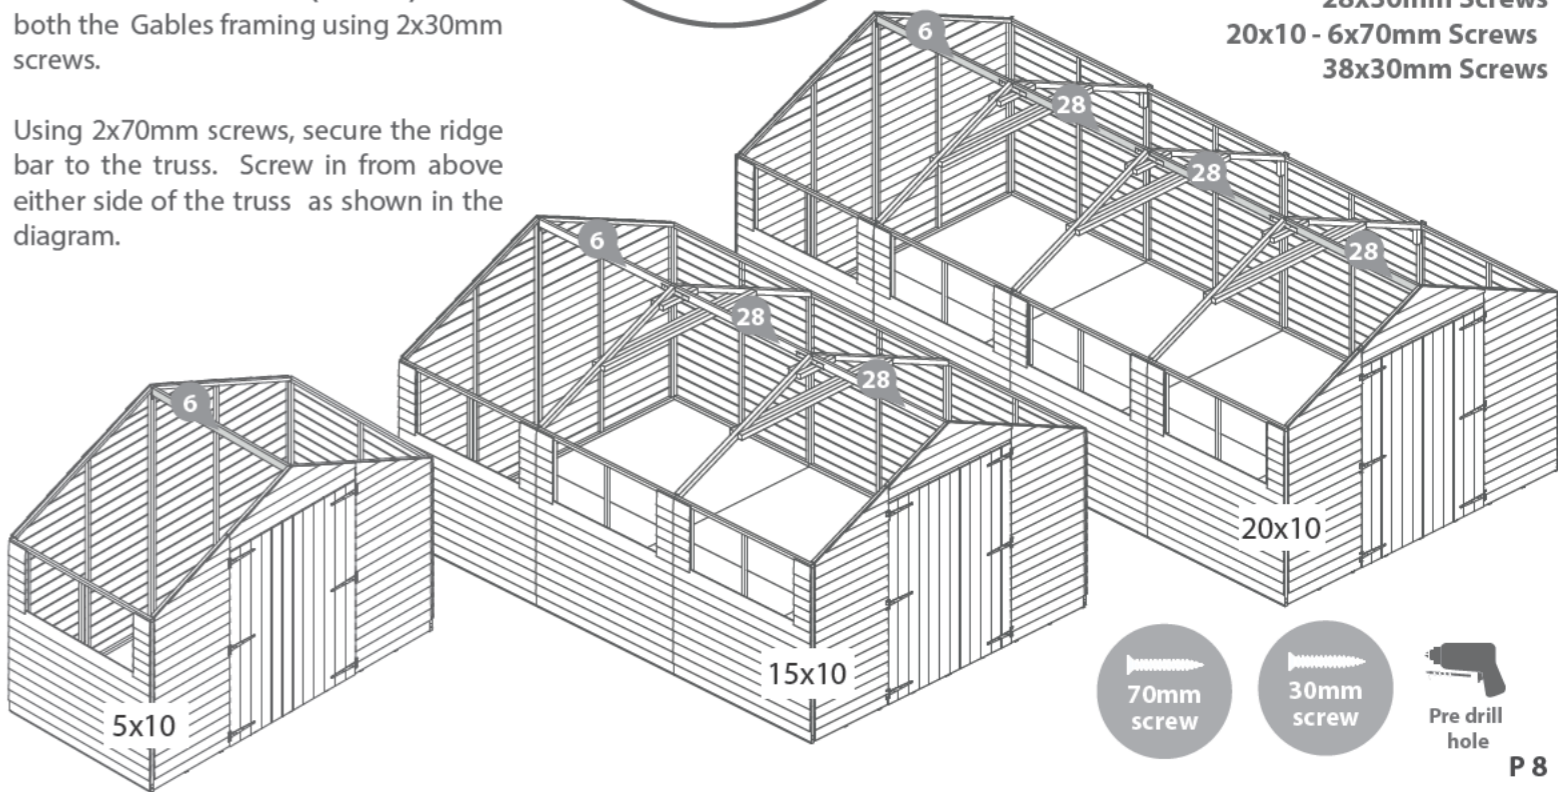 both the Gables framing using 2x30mm
screws.
Using 2x70mm screws, secure the ridge
bar to the truss. Screw in from above
either side of the truss as shown in the
diagram.
28x30mm Screws
20x10 - 6x70mm Screws
38x30mm Screws
6
28
28
28
6
28
28
6
20x10
15x10
5x10
70mm
screw
30mm
screw
Pre drill
hole
P 8